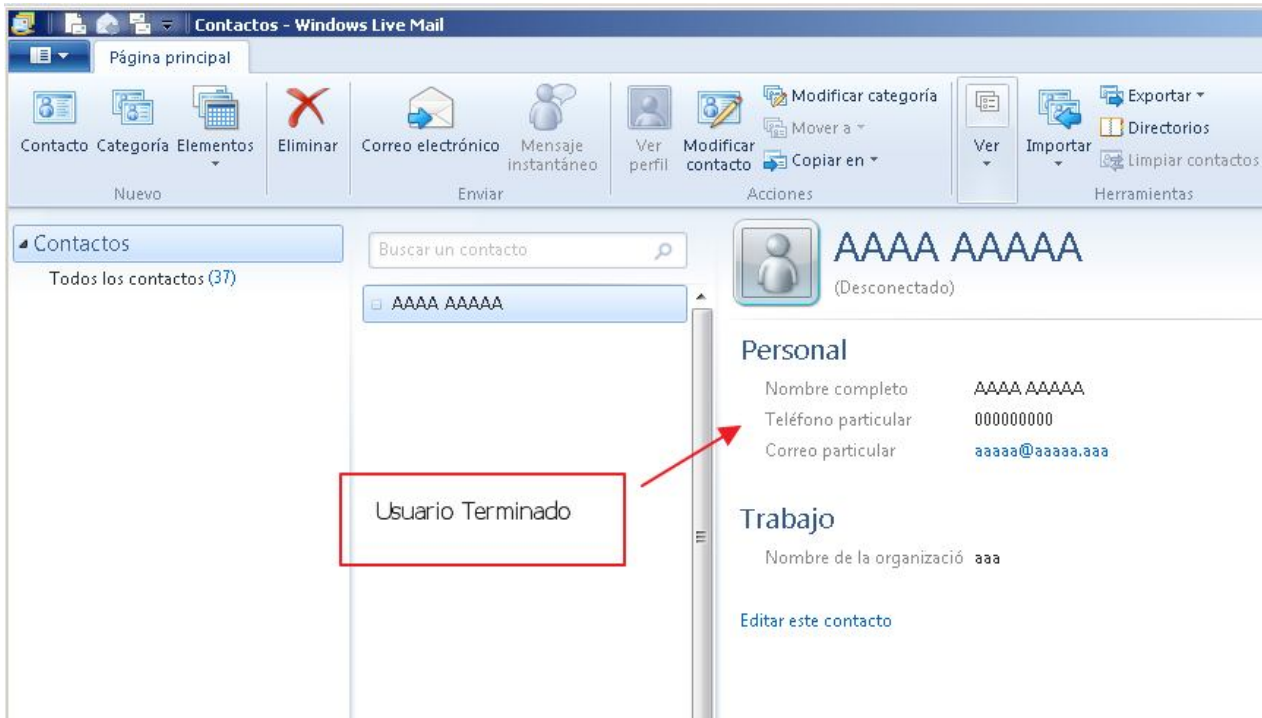 Contactos - Windows Live Mail
Página principal
Contacto Categoría Elementos Eliminar Correo electrónico Mensaje instantáneo Ver perfil Modificar contacto Modificar categoría Mover a Copiar en Ver Importar Exportar Directorios Limpiar contactos
Nuevo Enviar Acciones Herramientas
Contactos
Todos los contactos (37)
Buscar un contacto
AAAA AAAAA
AAAA AAAAA
(Desconectado)
Personal
Nombre completo AAAA AAAAA
Teléfono particular 000000000
Correo particular aaaaa@aaaaa.aaa
Usuario Terminado
Trabajo
Nombre de la organizació aaa
Editar este contacto